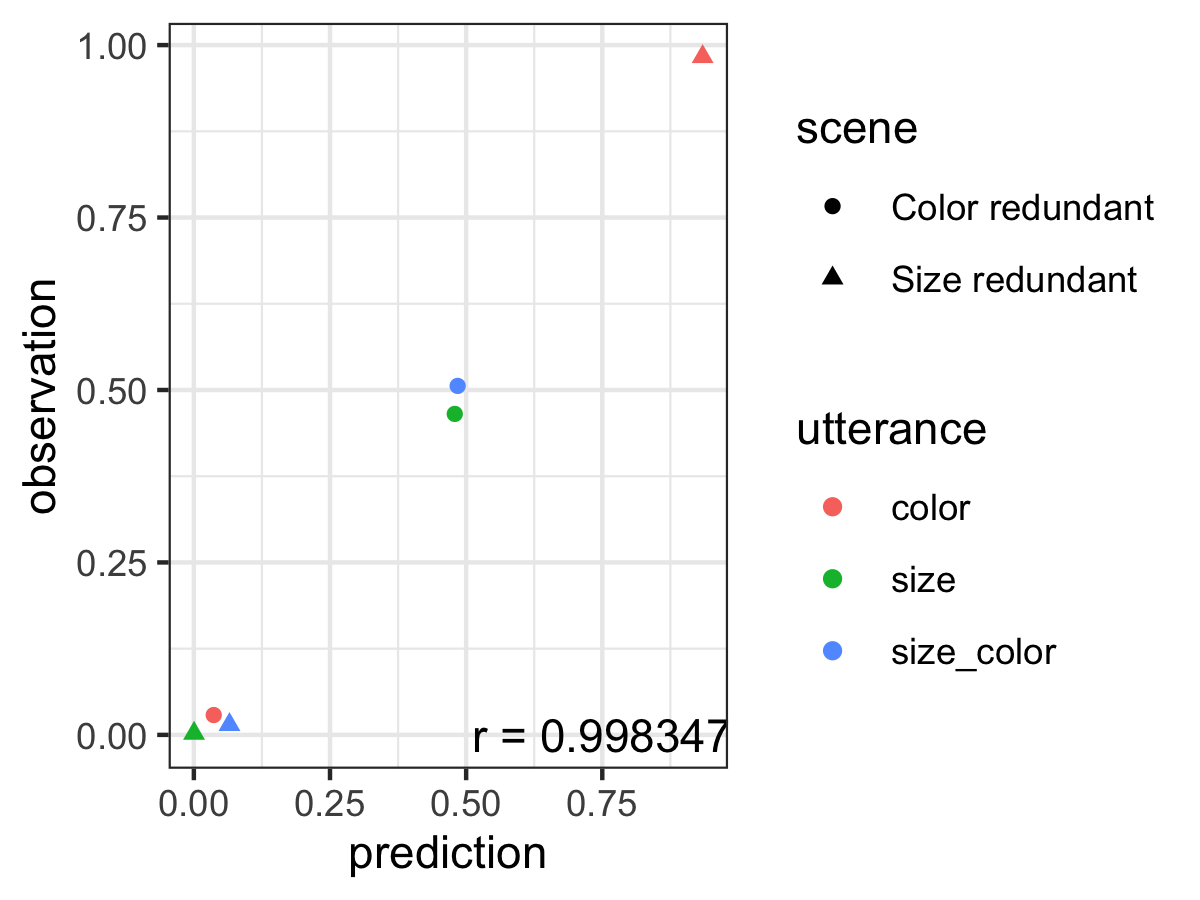 1.00
0.75
0.50
0.25
0.00
observation
r = 0.998347
0.00 0.25 0.50 0.75
prediction
scene
Color redundant
Size redundant
utterance
color
size
size_color